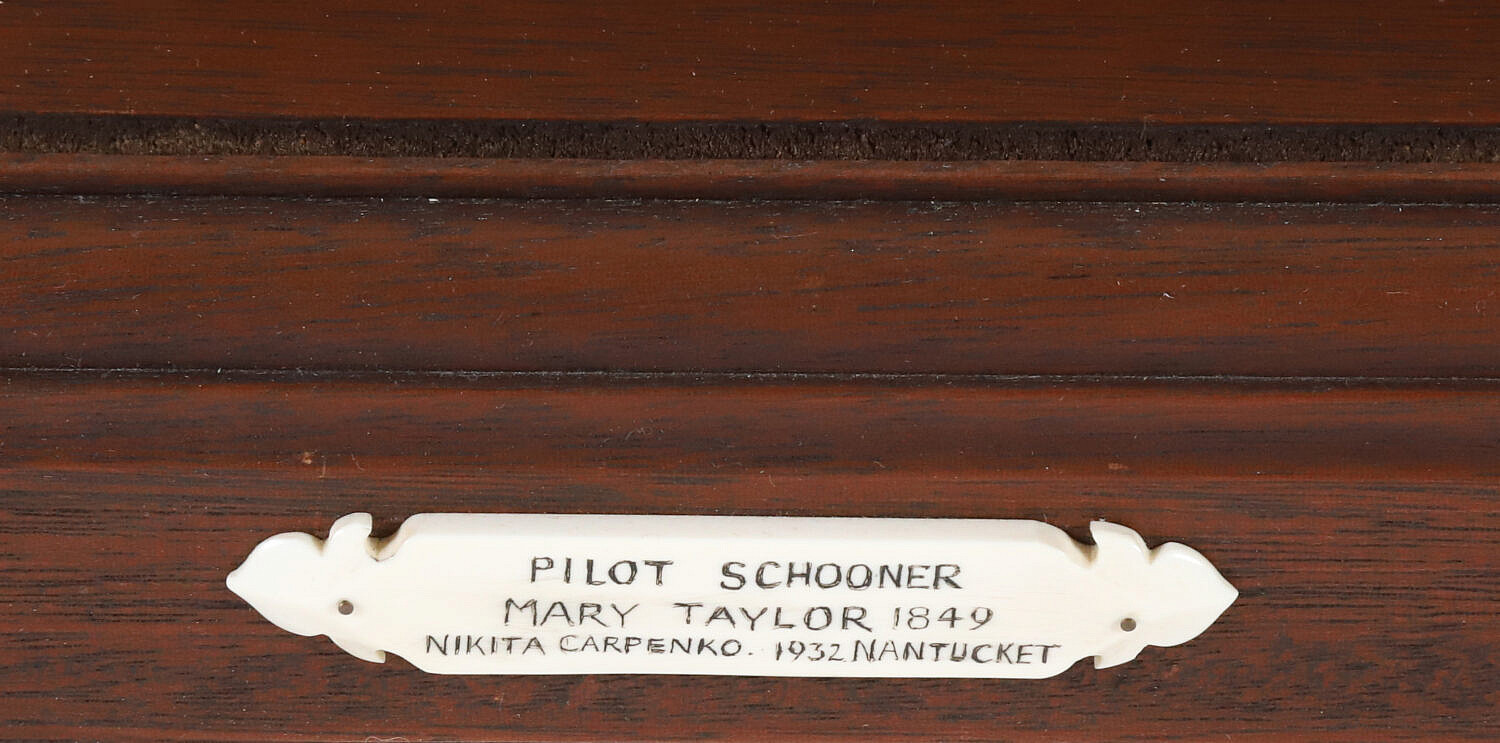 PILOT SCHOONER
MARY TAYLOR 1849
NIKITA CARPENKO. 1932 NANTUCKET